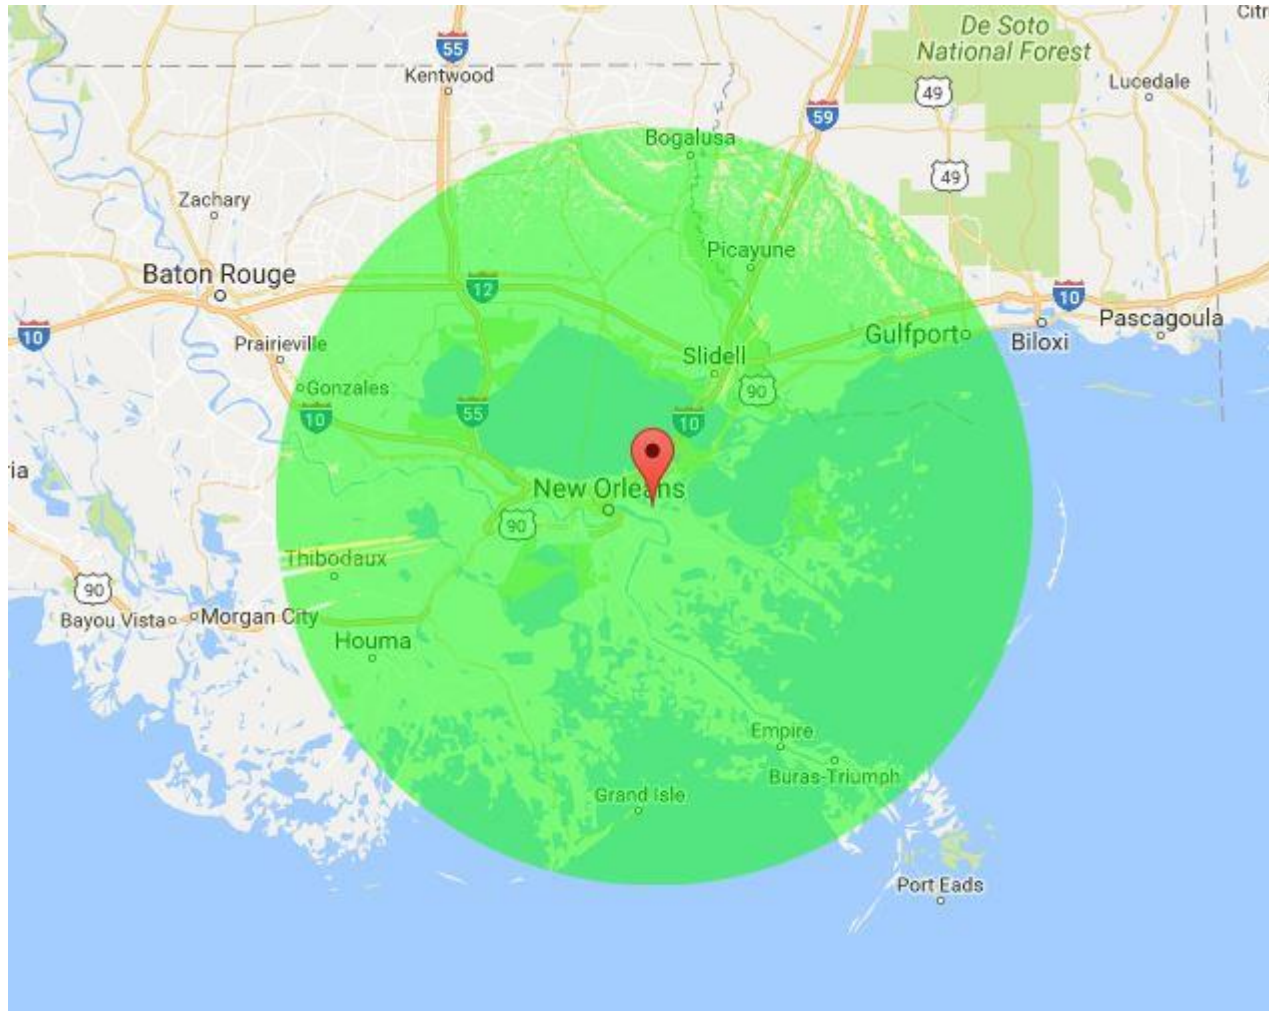 Citr
De Soto
National Forest
55
Kentwood
Lucedale
49
59
Bogalusa
49
Zachary
Picayune
Baton Rouge
12
10
10
Pascagoula
Gulfport
Biloxi
Prairieville
Slidell
Gonzales
90
10
55
10
ria
New Orleans
90
Thibodaux
90
Bayou Vista
Morgan City
Houma
Empire
Buras-Triumph
Grand Isle
Port Eads